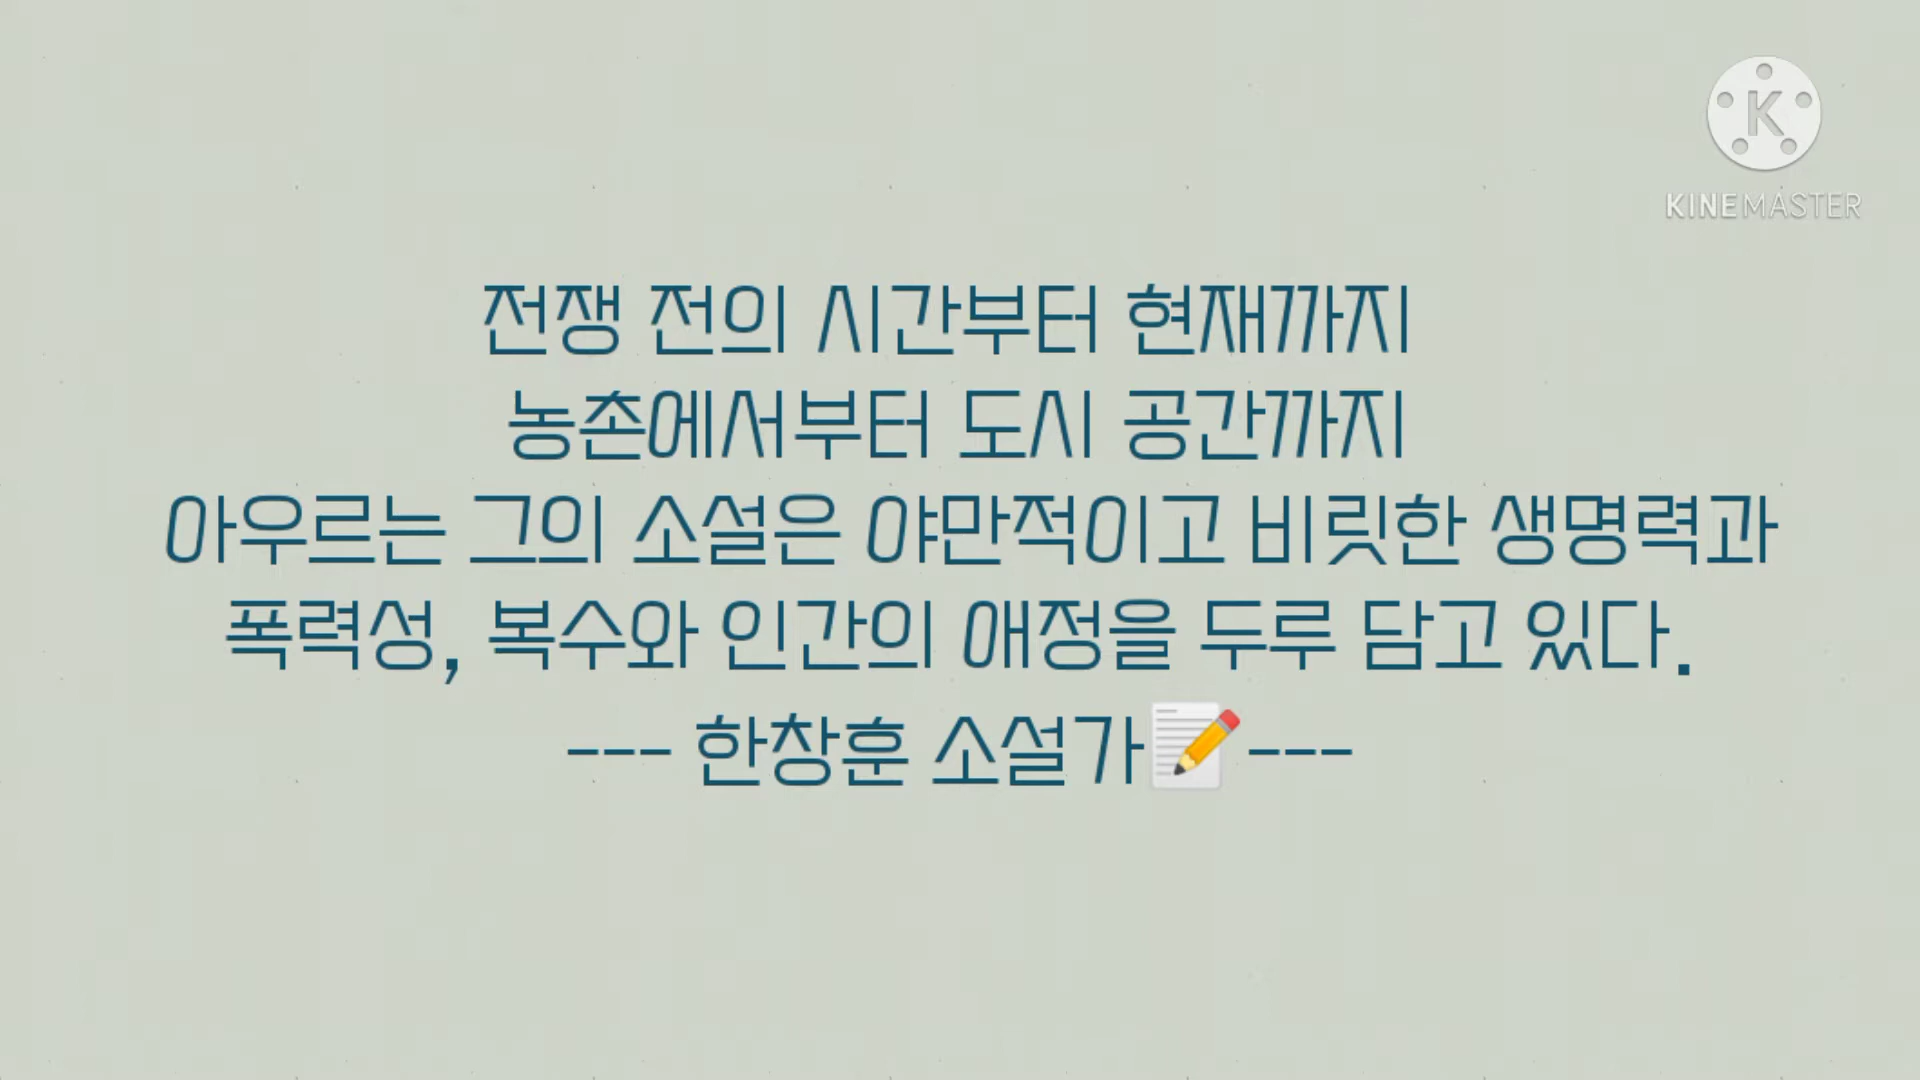 KINEMASTER
전쟁 전의 시간부터 현재까지
농촌에서부터 도시 공간까지
아우르는 그의 소설은 야만적이고 비릿한 생명력과
폭력성, 복수와 인간의 애정을 두루 담고 있다.
--- 한창훈 소설가📝---